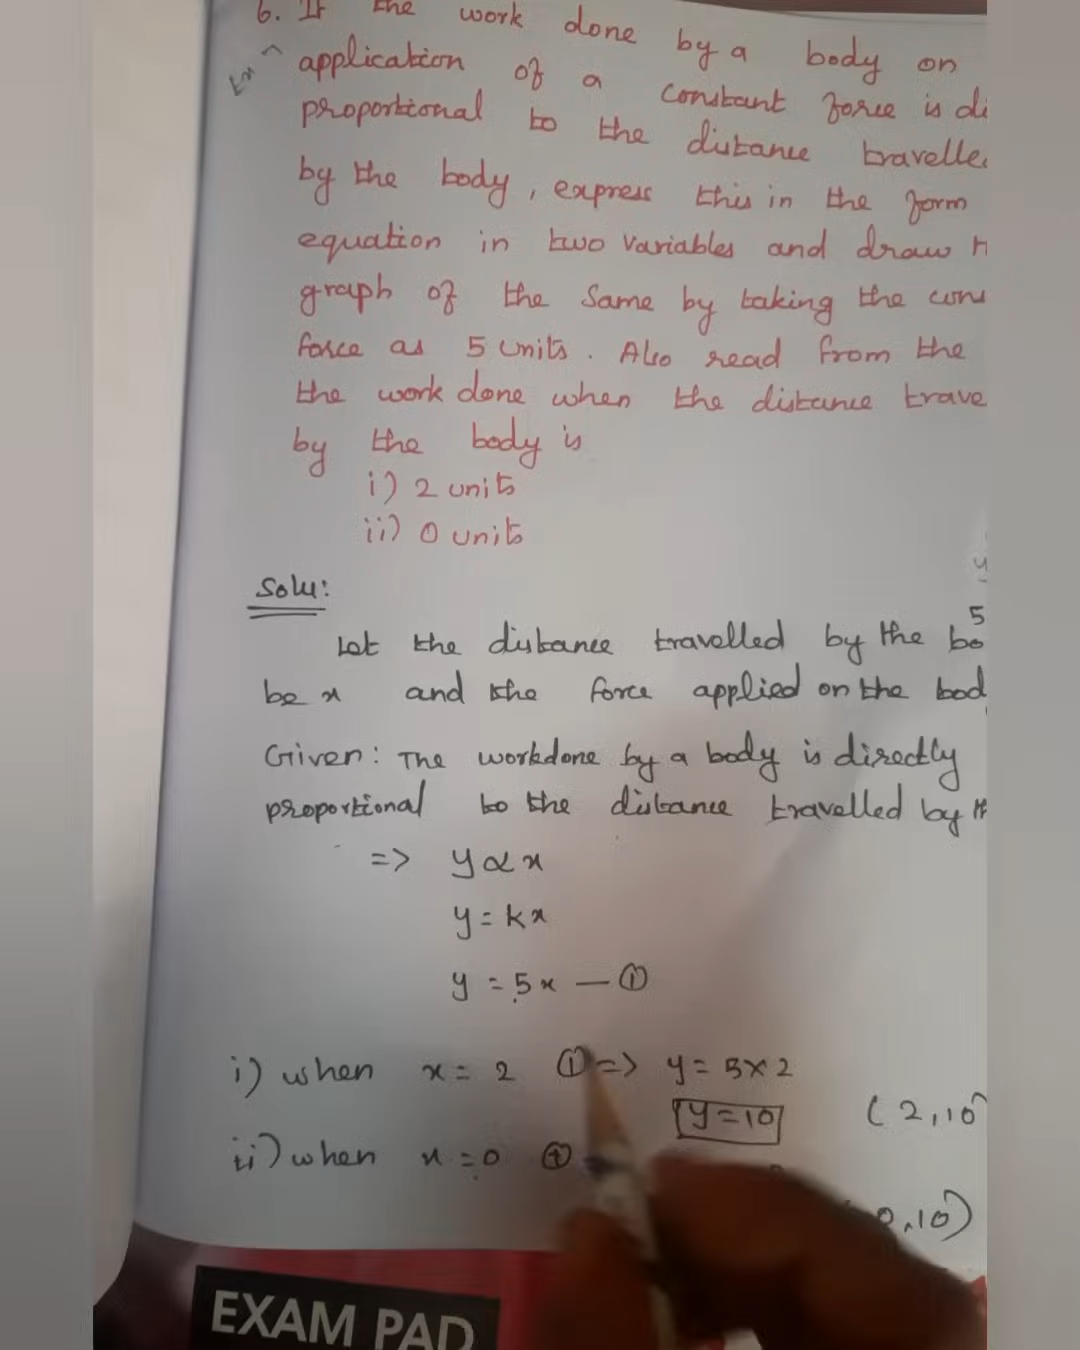 6. If the work done by a body on
application of a constant force is di
proportional to the distance travelle
by the body, express this in the form
equation in two variables and draw
graph of the same by taking the cons
force as 5 units. Also read from the
the work done when the distance trave
by the body is
i) 2 units
ii) 0 units
Solu:
5
Let the distance travelled by the bo
be x and the force applied on the bod
Given: The workdone by a body is directly
proportional to the distance travelled by
=> y∝x
y = kx
y = 5x — ①
i) when x = 2 ① => y = 5×2
y = 10 (2,10
ii) when x = 0
,10)
EXAM PAD